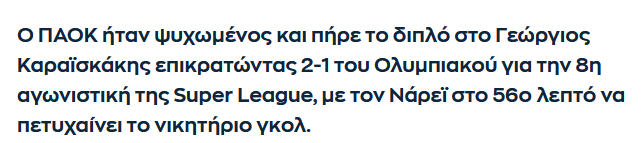 Ο ΠΑΟΚ ήταν ψυχωμένος και πήρε το διπλό στο Γεώργιος
Καραϊσκάκης επικρατώντας 2-1 του Ολυμπιακού για την 8η
αγωνιστική της Super League, με τον Νάρεϊ στο 56ο λεπτό να
πετυχαίνει το νικητήριο γκολ.